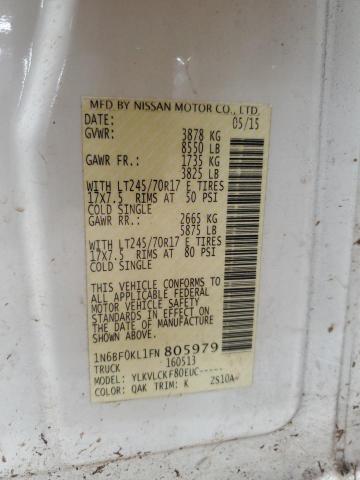 MFD BY NISSAN MOTOR CO., LTD.
DATE: 05/15
GVWR: 3878 KG
8550 LB
GAWR FR.: 1735 KG
3825 LB
WITH LT245/70R17 E TIRES
17X7.5 RIMS AT 50 PSI
COLD SINGLE
GAWR RR.: 2665 KG
5875 LB
WITH LT245/70R17 E TIRES
17X7.5 RIMS AT 80 PSI
COLD SINGLE
THIS VEHICLE CONFORMS TO
ALL APPLICABLE FEDERAL
MOTOR VEHICLE SAFETY
STANDARDS IN EFFECT ON
THE DATE OF MANUFACTURE
SHOWN ABOVE.
1N6BF0KL1FN 805979
TRUCK 160513
MODEL: YLKVLCKF80EUC-----
COLOR: QAK TRIM: K ZS10A